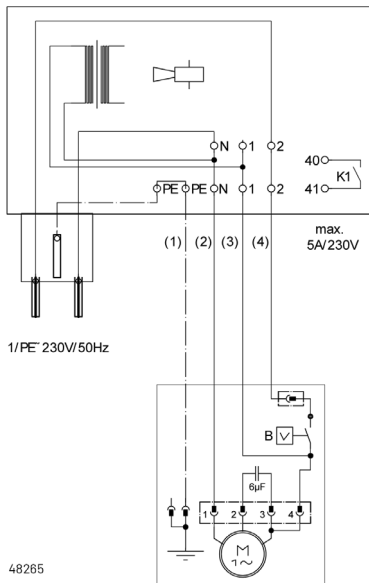 N 1 2
40
K1
PE PE N 1 2
41
(1) (2) (3) (4)
max.
5A/230V
1/PE 230V/50Hz
B
6µF
1 2 3 4
M
1~
48265